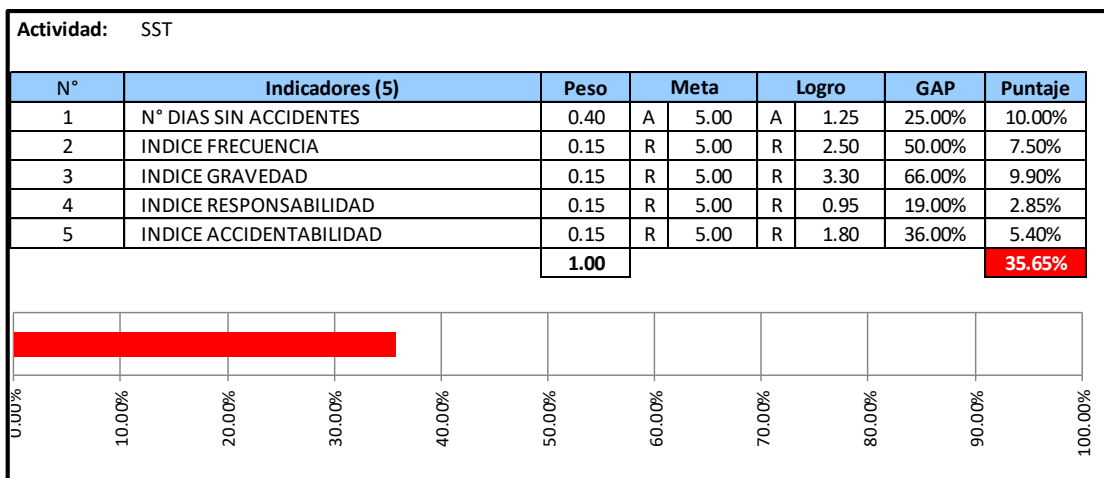 Actividad: SST
N° Indicadores (5) Peso Meta Logro GAP Puntaje
1 N° DIAS SIN ACCIDENTES 0.40 A 5.00 A 1.25 25.00% 10.00%
2 INDICE FRECUENCIA 0.15 R 5.00 R 2.50 50.00% 7.50%
3 INDICE GRAVEDAD 0.15 R 5.00 R 3.30 66.00% 9.90%
4 INDICE RESPONSABILIDAD 0.15 R 5.00 R 0.95 19.00% 2.85%
5 INDICE ACCIDENTABILIDAD 0.15 R 5.00 R 1.80 36.00% 5.40%
1.00 35.65%
0.00% 10.00% 20.00% 30.00% 40.00% 50.00% 60.00% 70.00% 80.00% 90.00% 100.00%